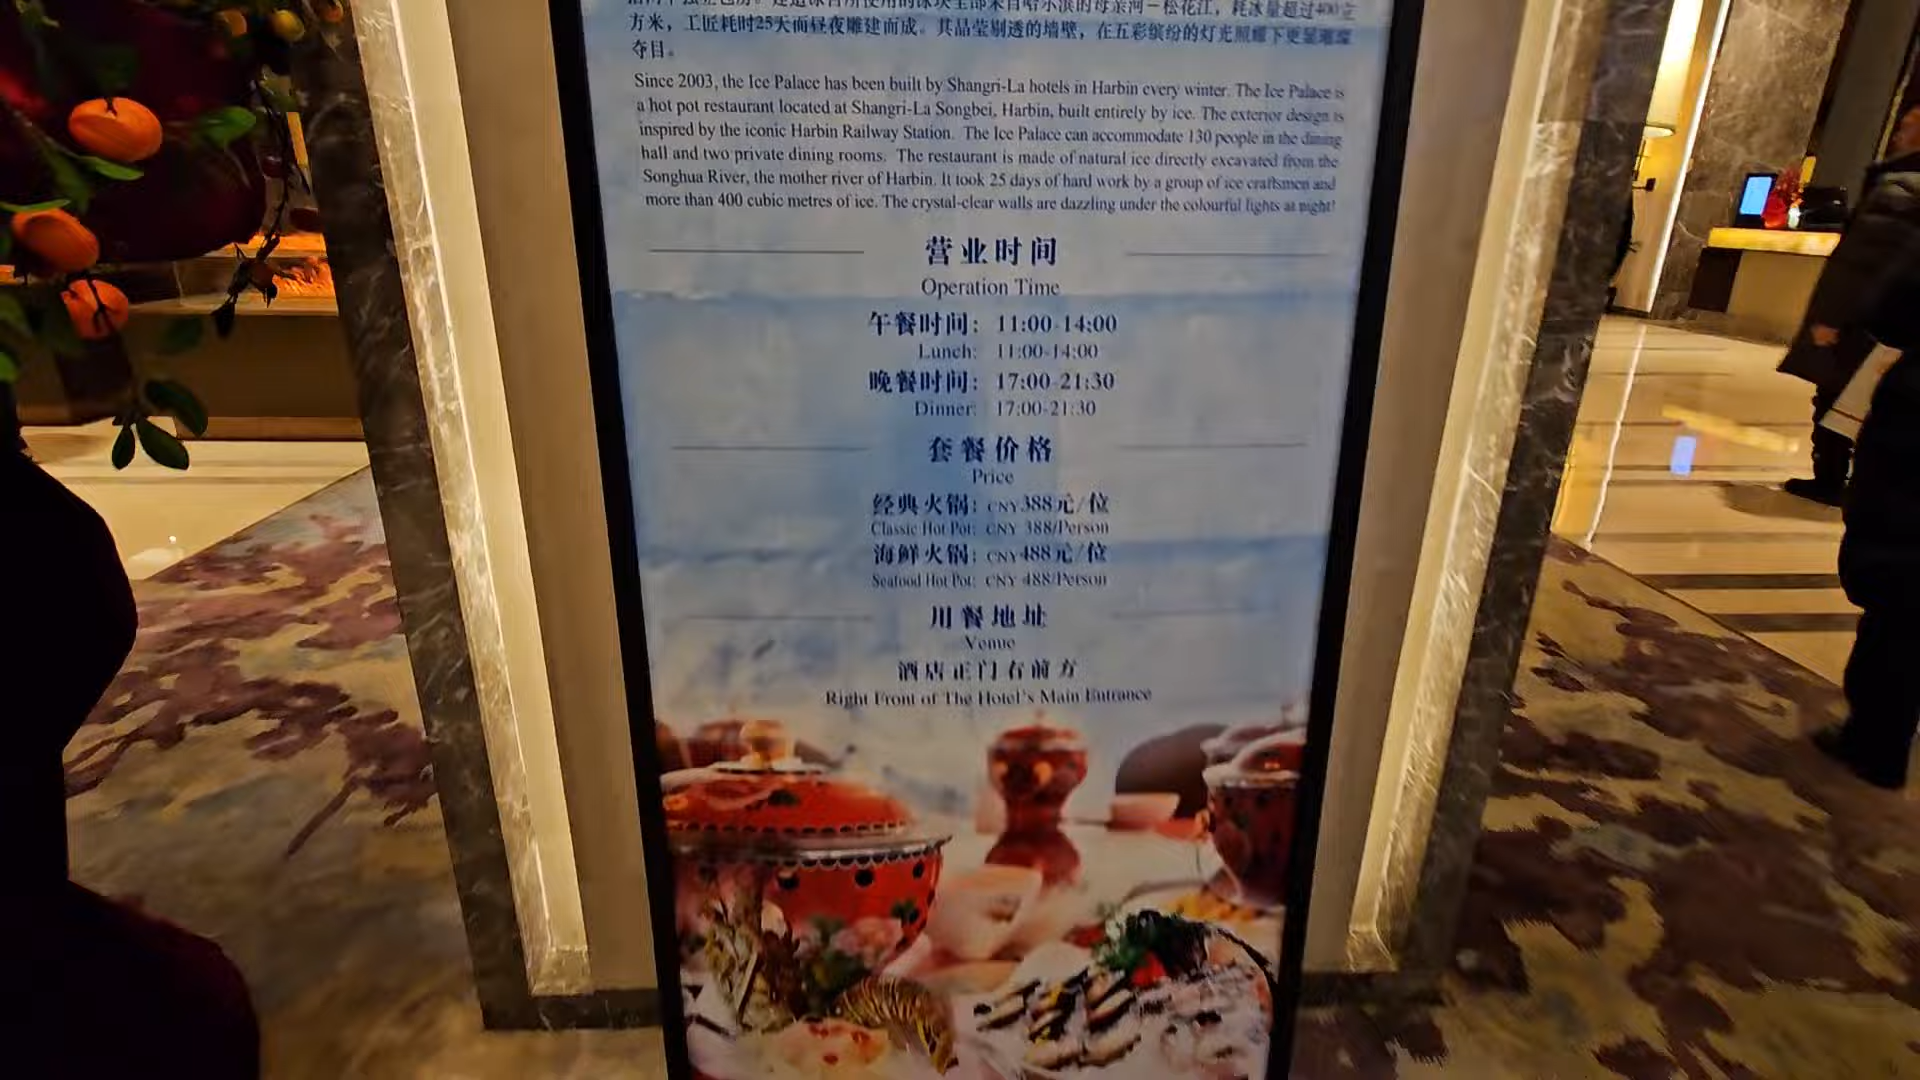 方米，工匠耗时25天而昼夜雕建而成。其晶莹剔透的墙壁，在五彩缤纷的灯光照耀下更显璀璨
夺目。
Since 2003, the Ice Palace has been built by Shangri-La hotels in Harbin every winter. The Ice Palace is
a hot pot restaurant located at Shangri-La Songbei, Harbin, built entirely by ice. The exterior design is
inspired by the iconic Harbin Railway Station. The Ice Palace can accommodate 130 people in the dining
hall and two private dining rooms. The restaurant is made of natural ice directly excavated from the
Songhua River, the mother river of Harbin. It took 25 days of hard work by a group of ice craftsmen and
more than 400 cubic metres of ice. The crystal-clear walls are dazzling under the colourful lights at night!
营业时间
Operation Time
午餐时间：11:00-14:00
Lunch: 11:00-14:00
晚餐时间：17:00-21:30
Dinner: 17:00-21:30
套餐价格
Price
经典火锅：CNY388元/位
Classic Hot Pot: CNY 388/Person
海鲜火锅：CNY488元/位
Seafood Hot Pot: CNY 488/Person
用餐地址
Venue
酒店正门右前方
Right Front of The Hotel's Main Entrance